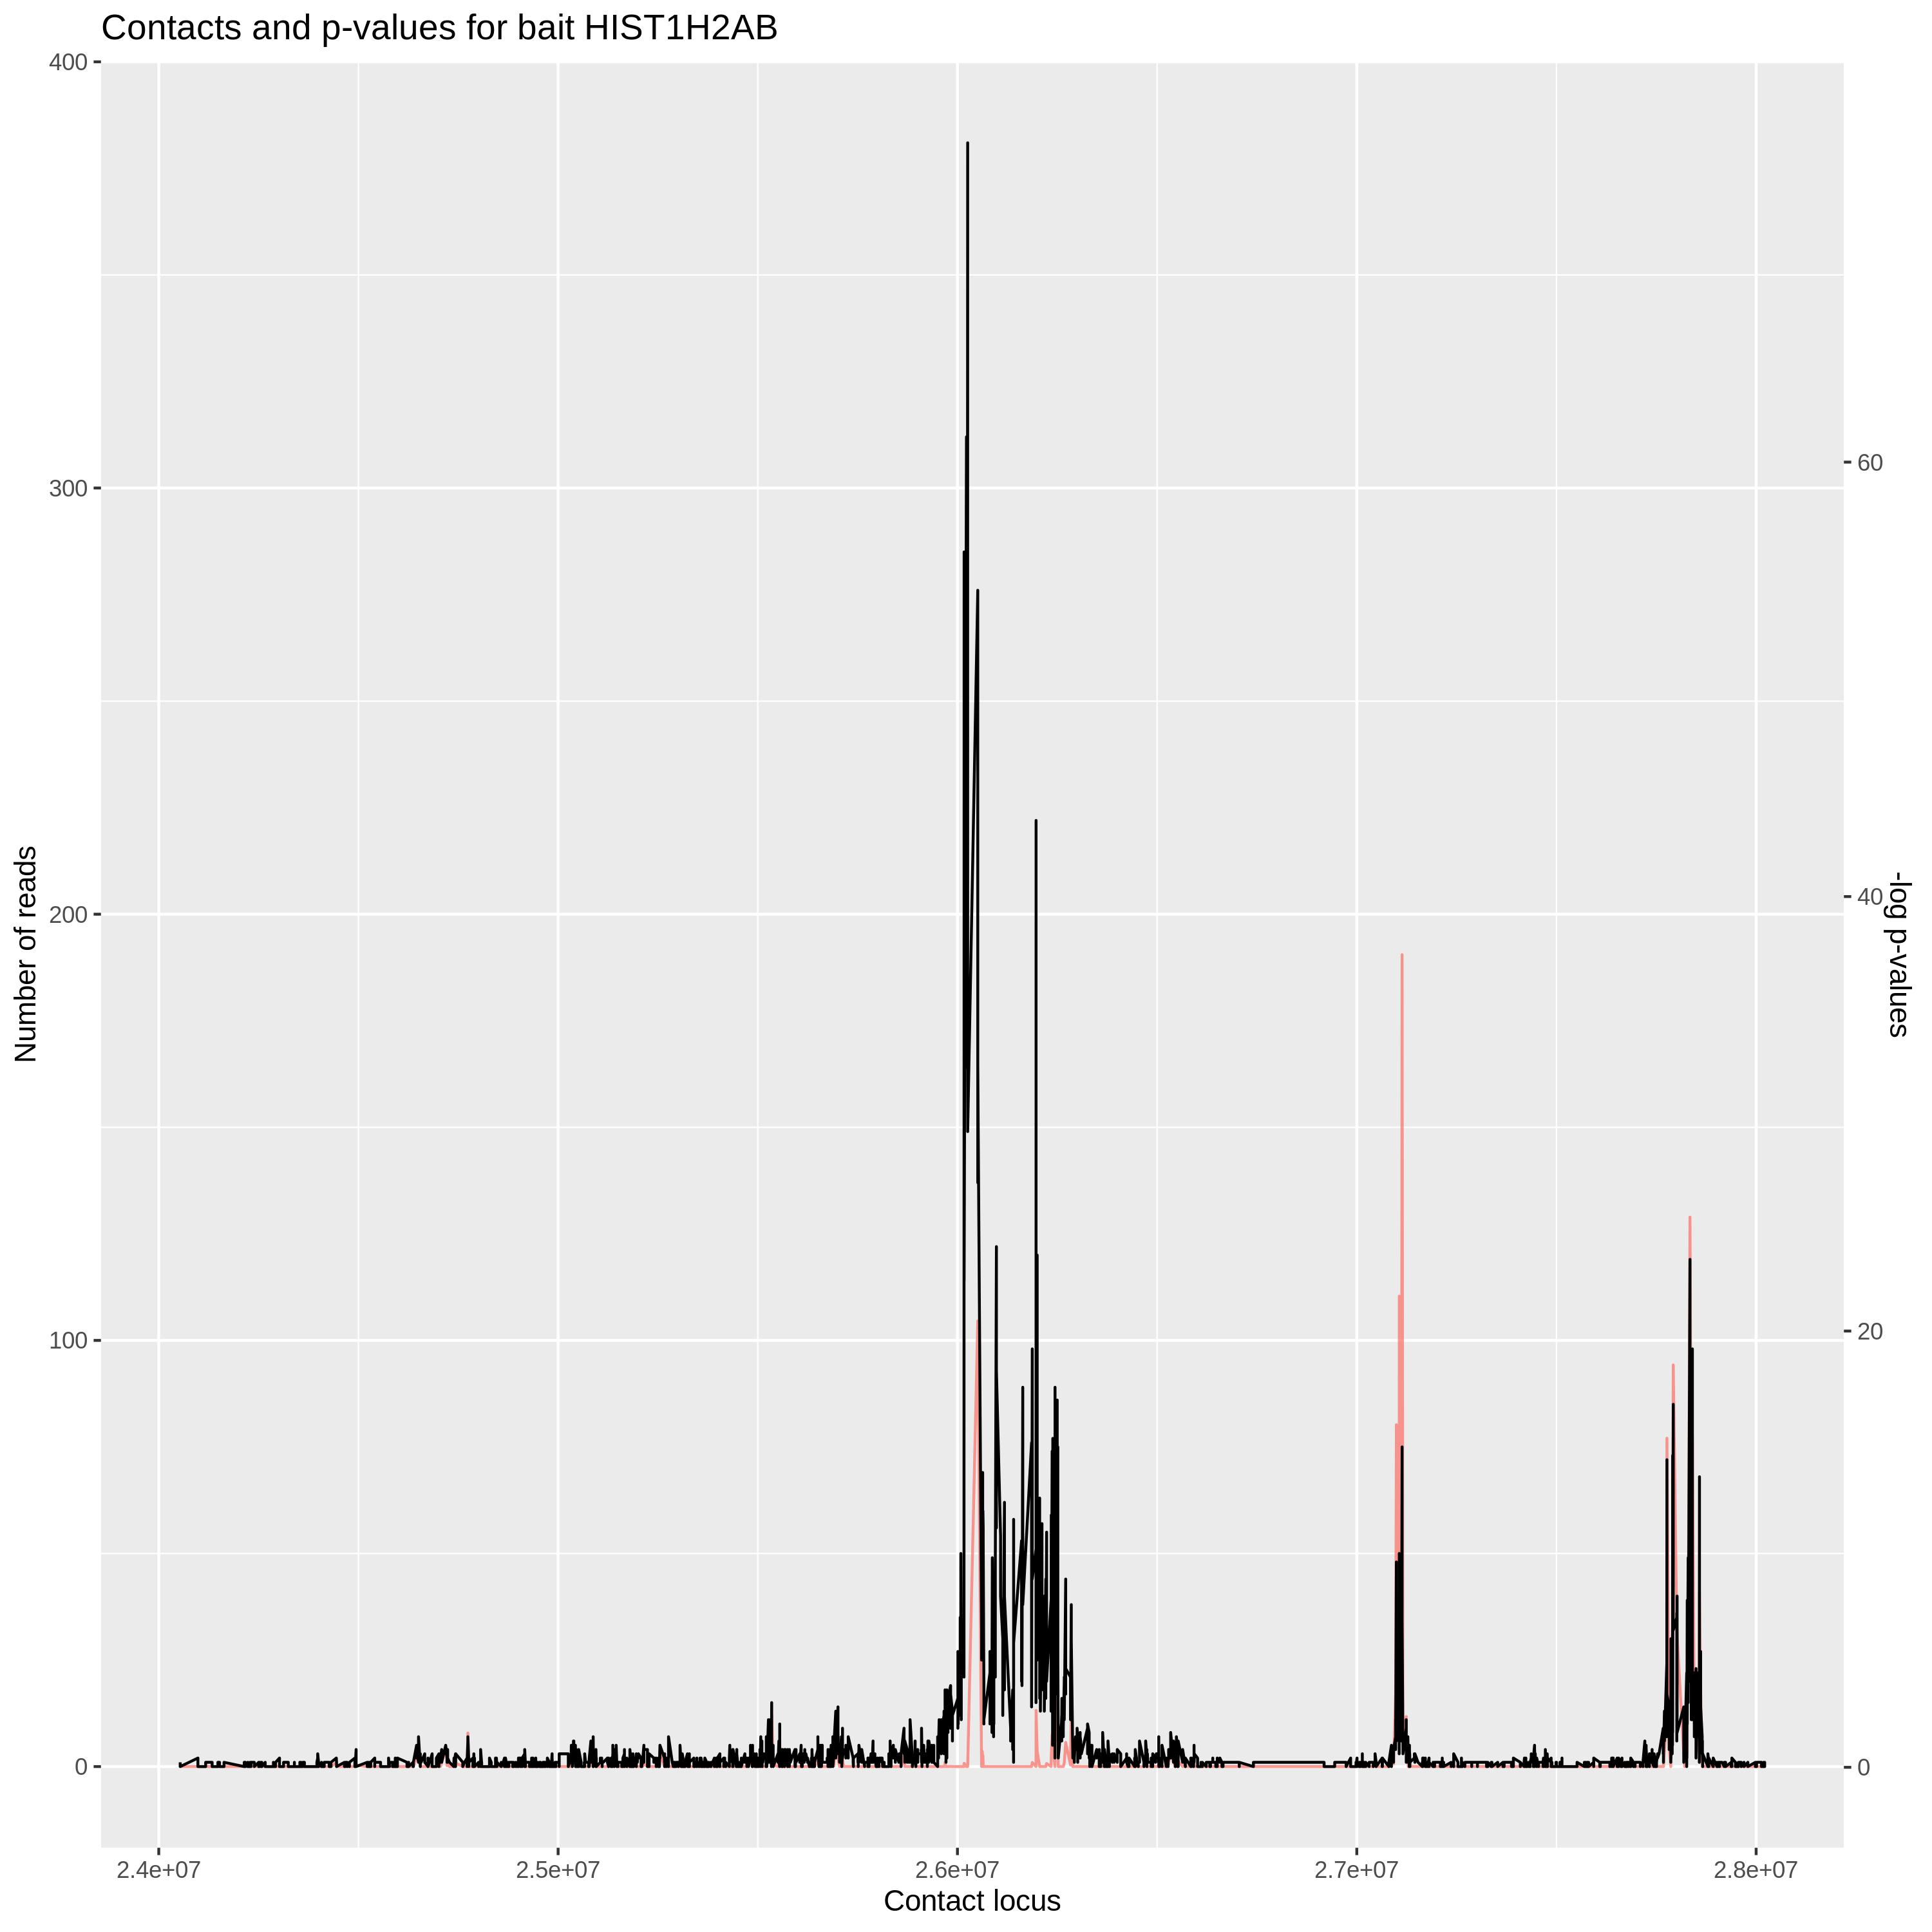 Contacts and p-values for bait HIST1H2AB
400
300
200
100
0
Number of reads
60
40
20
0
-log p-values
2.4e+07
2.5e+07
2.6e+07
2.7e+07
2.8e+07
Contact locus